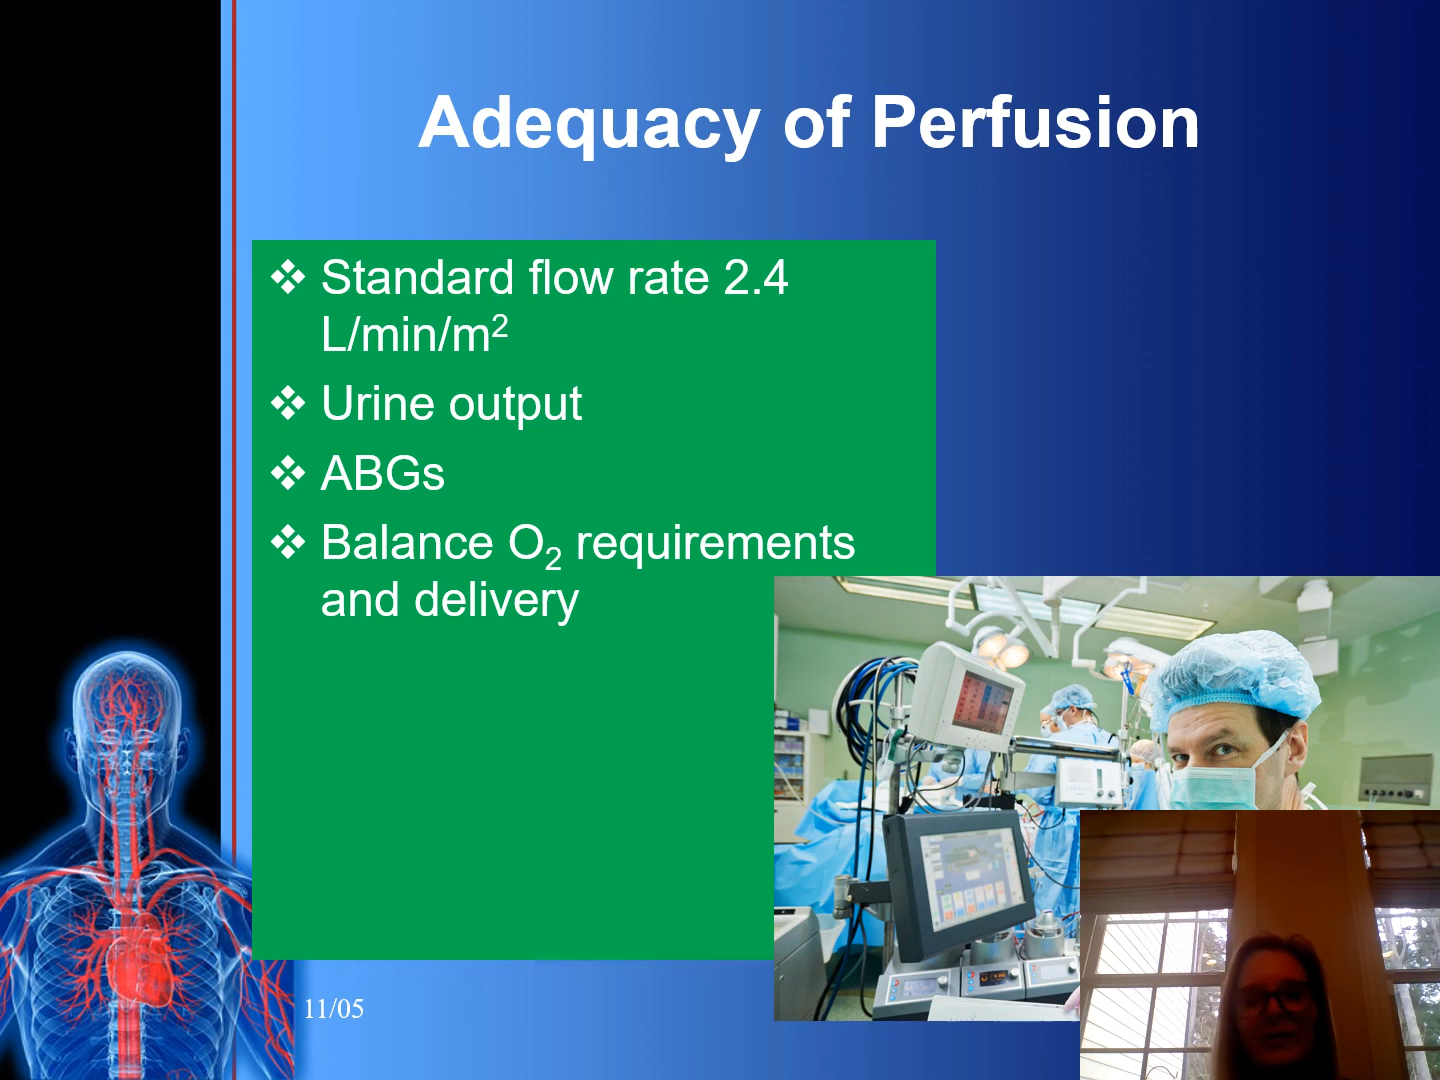 Adequacy of Perfusion
❖ Standard flow rate 2.4
L/min/m²
❖ Urine output
❖ ABGs
❖ Balance O₂ requirements
and delivery
11/05